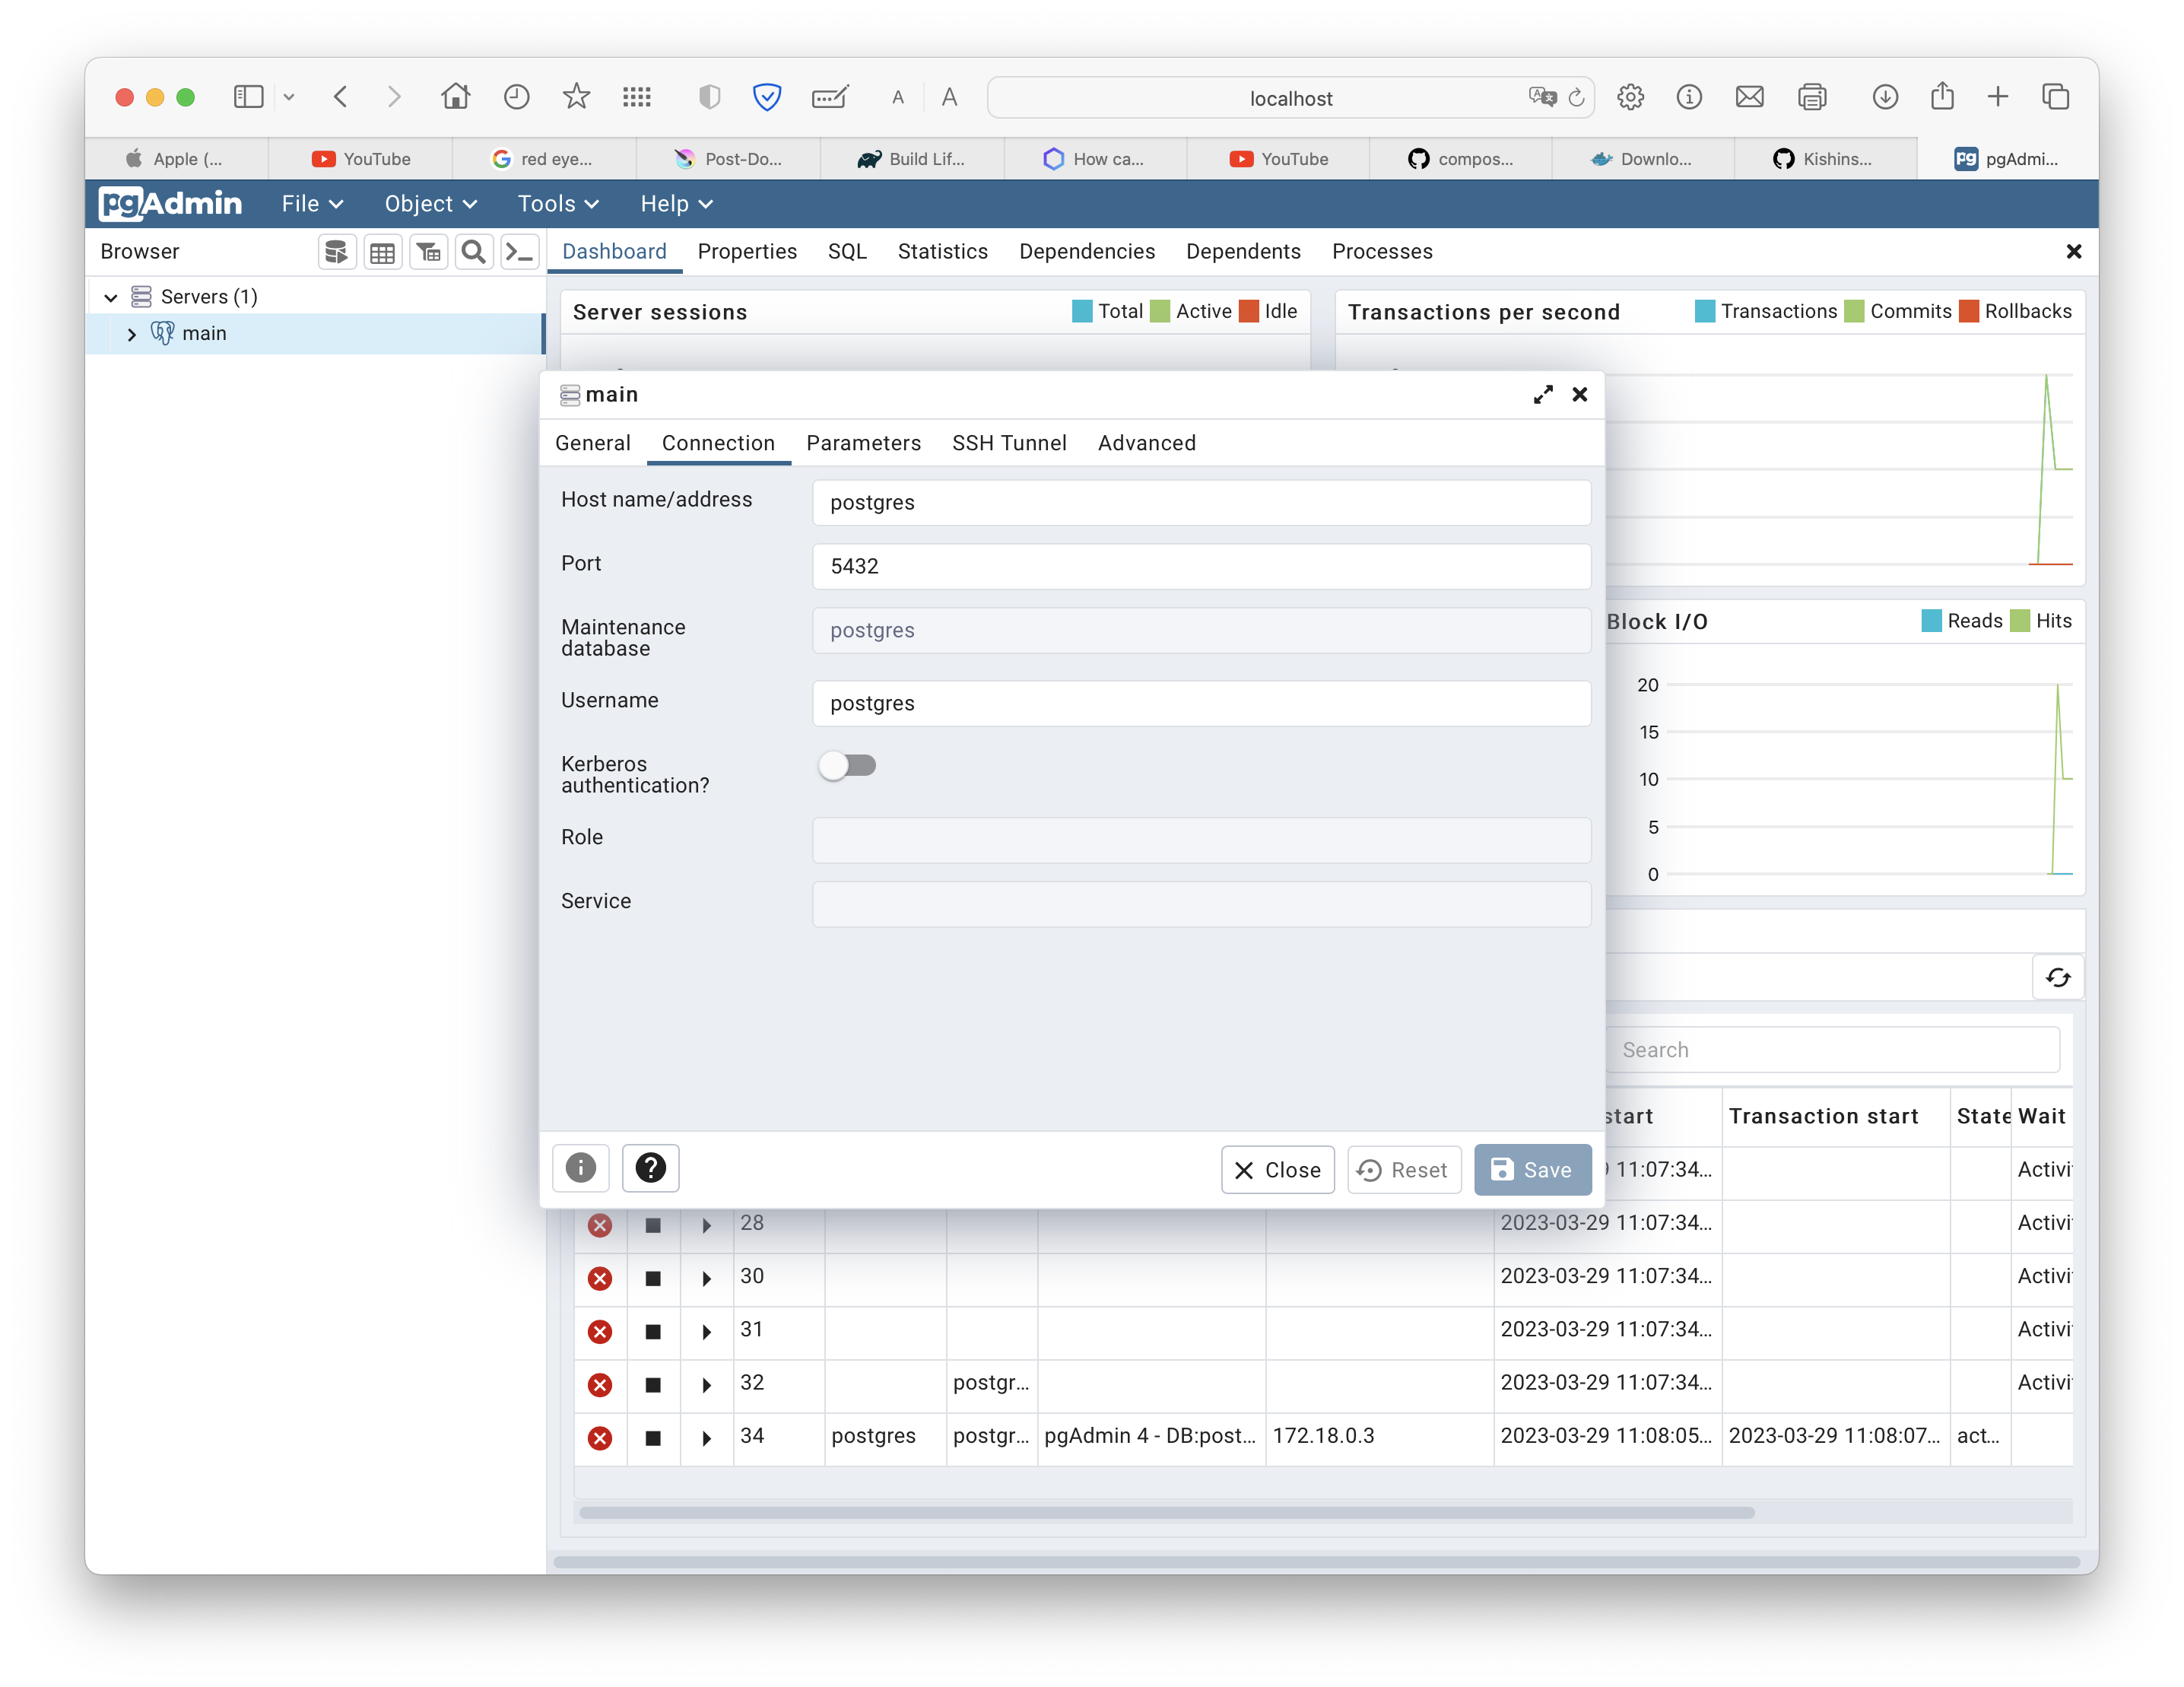 localhost
Apple (...
YouTube
red eye...
Post-Do...
Build Lif...
How ca...
YouTube
compos...
Downlo...
Kishins...
pgAdmi...
pgAdmin
File
Object
Tools
Help
Browser
Dashboard
Properties
SQL
Statistics
Dependencies
Dependents
Processes
Servers (1)
main
Server sessions
Total
Active
Idle
Transactions per second
Transactions
Commits
Rollbacks
main
General
Connection
Parameters
SSH Tunnel
Advanced
Host name/address
postgres
Port
5432
Maintenance
database
postgres
Username
postgres
Kerberos
authentication?
Role
Service
Close
Reset
Save
Block I/O
Reads
Hits
20
15
10
5
0
Search
start
Transaction start
State
Wait
11:07:34...
Activi
28
2023-03-29 11:07:34...
Activi
30
2023-03-29 11:07:34...
Activi
31
2023-03-29 11:07:34...
Activi
32
postgr...
2023-03-29 11:07:34...
Activi
34
postgres
postgr...
pgAdmin 4 - DB:post...
172.18.0.3
2023-03-29 11:08:05...
2023-03-29 11:08:07...
act...